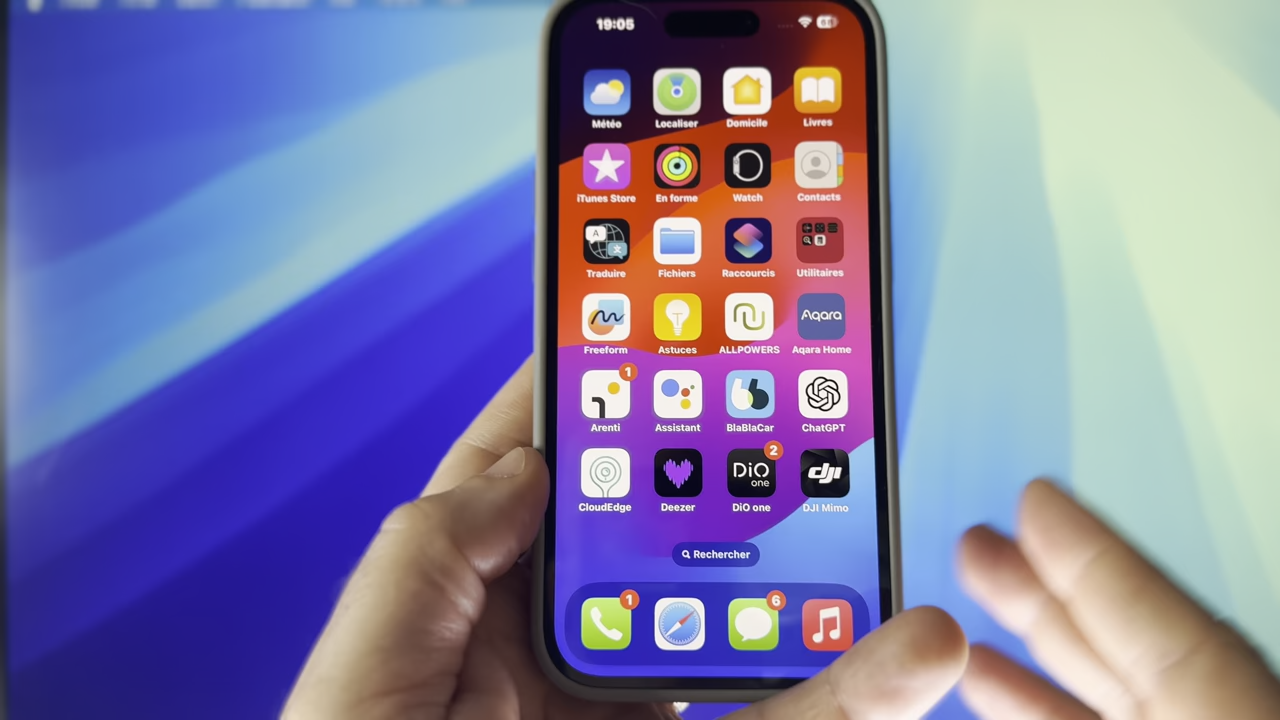 19:05
Météo Localiser Domicile Livres
iTunes Store En forme Watch Contacts
A
Traduire Fichiers Raccourcis Utilitaires
Aqara
Freeform Astuces ALLPOWERS Aqara Home
1
Arenti Assistant BlaBlaCar ChatGPT
2
DiO one
dji
CloudEdge Deezer DiO one DJI Mimo
Rechercher
1 6